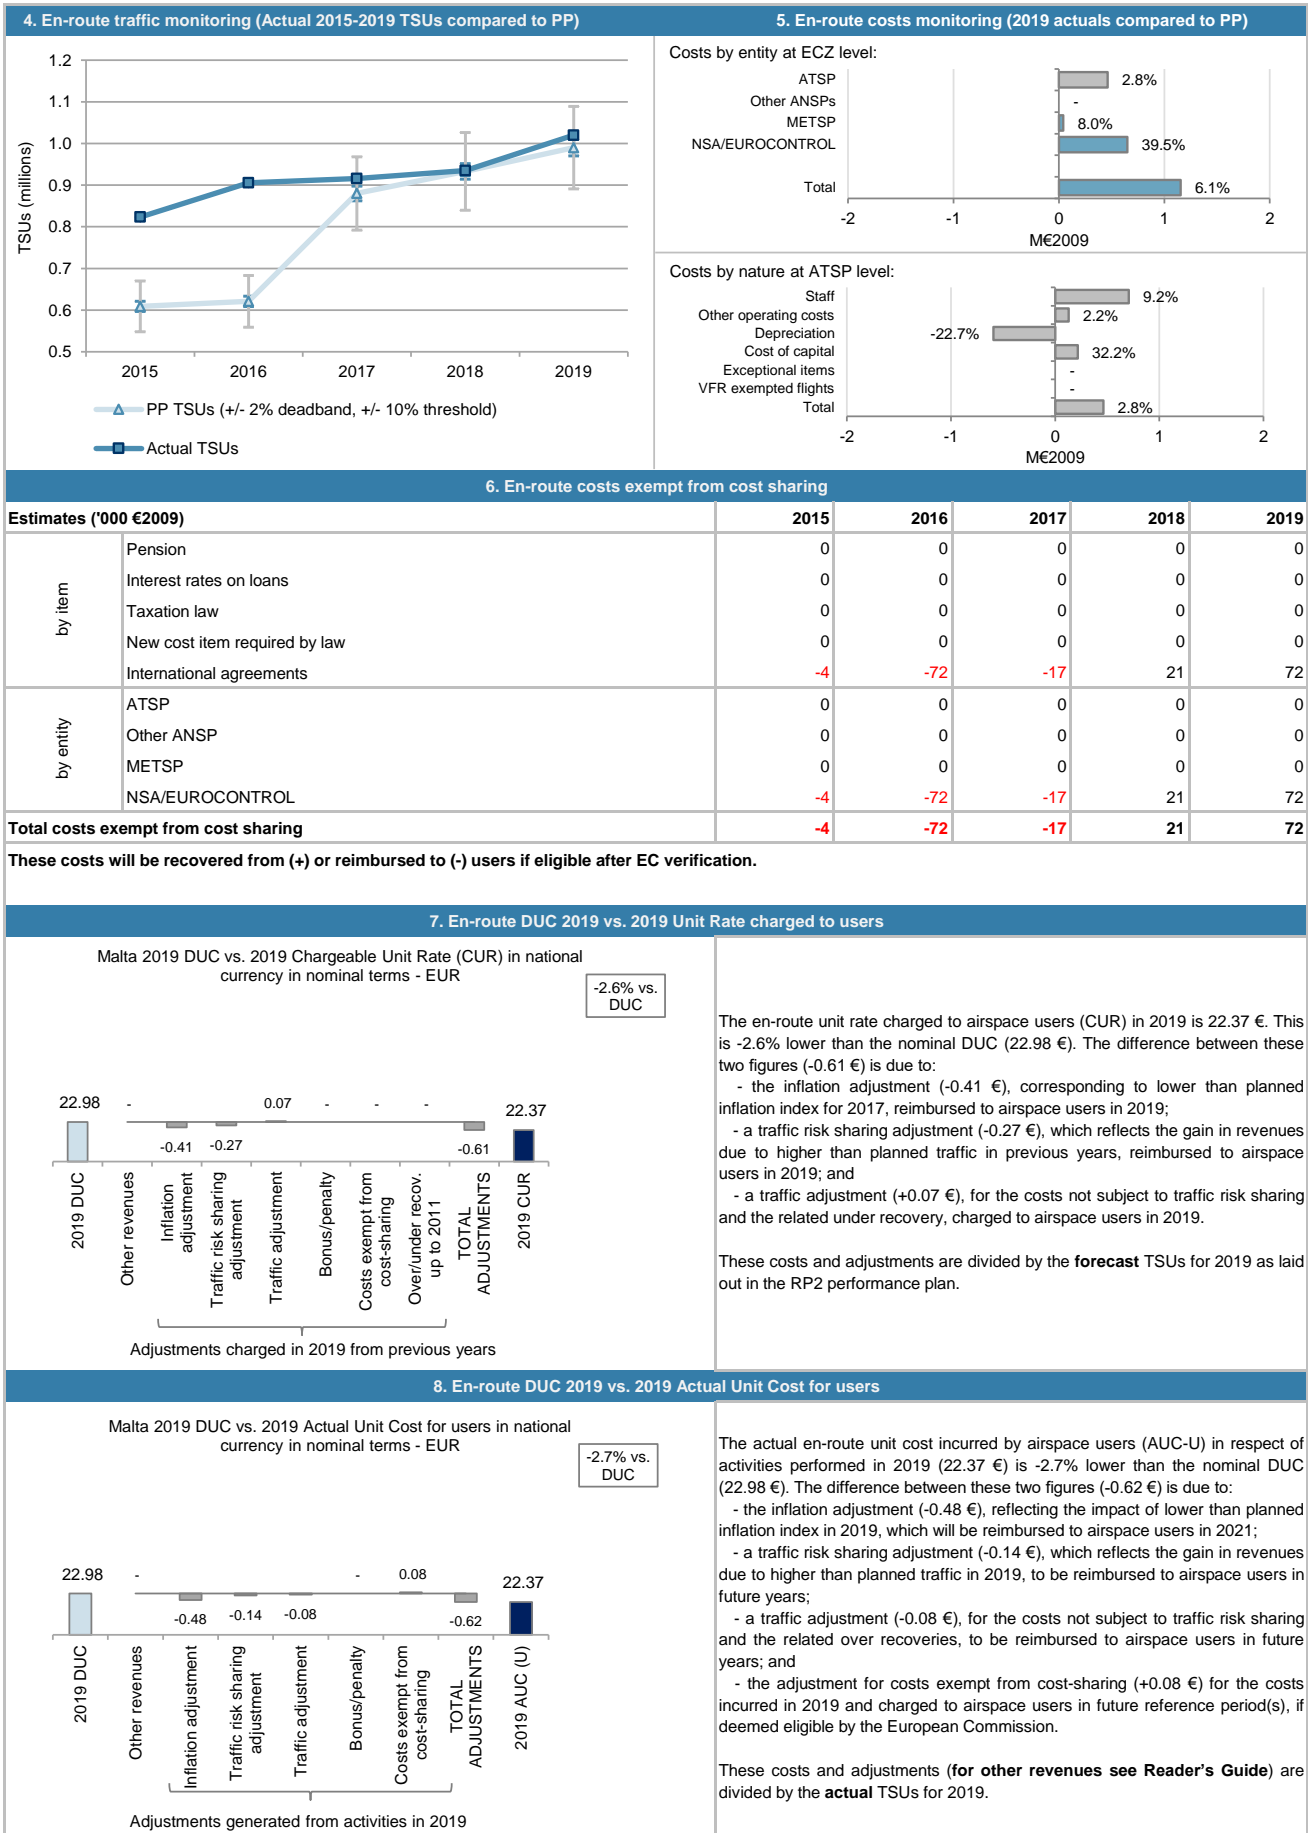 4. En-route traffic monitoring (Actual 2015-2019 TSUs compared to PP)
1.2
1.1
1.0
0.9
0.8
0.7
0.6
0.5
TSUs (millions)
2015 2016 2017 2018 2019
PP TSUs (+/- 2% deadband, +/- 10% threshold)
Actual TSUs
5. En-route costs monitoring (2019 actuals compared to PP)
Costs by entity at ECZ level:
ATSP 2.8%
Other ANSPs -
METSP 8.0%
NSA/EUROCONTROL 39.5%
Total 6.1%
-2 -1 0 1 2
M€2009
Costs by nature at ATSP level:
Staff 9.2%
Other operating costs 2.2%
Depreciation -22.7%
Cost of capital 32.2%
Exceptional items -
VFR exempted flights -
Total 2.8%
-2 -1 0 1 2
M€2009
6. En-route costs exempt from cost sharing
Estimates ('000 €2009) 2015 2016 2017 2018 2019
by item
Pension 0 0 0 0 0
Interest rates on loans 0 0 0 0 0
Taxation law 0 0 0 0 0
New cost item required by law 0 0 0 0 0
International agreements -4 -72 -17 21 72
by entity
ATSP 0 0 0 0 0
Other ANSP 0 0 0 0 0
METSP 0 0 0 0 0
NSA/EUROCONTROL -4 -72 -17 21 72
Total costs exempt from cost sharing -4 -72 -17 21 72
These costs will be recovered from (+) or reimbursed to (-) users if eligible after EC verification.
7. En-route DUC 2019 vs. 2019 Unit Rate charged to users
Malta 2019 DUC vs. 2019 Chargeable Unit Rate (CUR) in national
currency in nominal terms - EUR
-2.6% vs.
DUC
22.98 - -0.41 -0.27 0.07 - - - -0.61 22.37
2019 DUC
Other revenues
Inflation
adjustment
Traffic risk sharing
adjustment
Traffic adjustment
Bonus/penalty
Costs exempt from
cost-sharing
Over/under recov.
up to 2011
TOTAL
ADJUSTMENTS
2019 CUR
Adjustments charged in 2019 from previous years
The en-route unit rate charged to airspace users (CUR) in 2019 is 22.37 €. This
is -2.6% lower than the nominal DUC (22.98 €). The difference between these
two figures (-0.61 €) is due to:
- the inflation adjustment (-0.41 €), corresponding to lower than planned
inflation index for 2017, reimbursed to airspace users in 2019;
- a traffic risk sharing adjustment (-0.27 €), which reflects the gain in revenues
due to higher than planned traffic in previous years, reimbursed to airspace
users in 2019; and
- a traffic adjustment (+0.07 €), for the costs not subject to traffic risk sharing
and the related under recovery, charged to airspace users in 2019.
These costs and adjustments are divided by the forecast TSUs for 2019 as laid
out in the RP2 performance plan.
8. En-route DUC 2019 vs. 2019 Actual Unit Cost for users
Malta 2019 DUC vs. 2019 Actual Unit Cost for users in national
currency in nominal terms - EUR
-2.7% vs.
DUC
22.98 - -0.48 -0.14 -0.08 - 0.08 -0.62 22.37
2019 DUC
Other revenues
Inflation adjustment
Traffic risk sharing
adjustment
Traffic adjustment
Bonus/penalty
Costs exempt from
cost-sharing
TOTAL
ADJUSTMENTS
2019 AUC (U)
Adjustments generated from activities in 2019
The actual en-route unit cost incurred by airspace users (AUC-U) in respect of
activities performed in 2019 (22.37 €) is -2.7% lower than the nominal DUC
(22.98 €). The difference between these two figures (-0.62 €) is due to:
- the inflation adjustment (-0.48 €), reflecting the impact of lower than planned
inflation index in 2019, which will be reimbursed to airspace users in 2021;
- a traffic risk sharing adjustment (-0.14 €), which reflects the gain in revenues
due to higher than planned traffic in 2019, to be reimbursed to airspace users in
future years;
- a traffic adjustment (-0.08 €), for the costs not subject to traffic risk sharing
and the related over recoveries, to be reimbursed to airspace users in future
years; and
- the adjustment for costs exempt from cost-sharing (+0.08 €) for the costs
incurred in 2019 and charged to airspace users in future reference period(s), if
deemed eligible by the European Commission.
These costs and adjustments (for other revenues see Reader's Guide) are
divided by the actual TSUs for 2019.